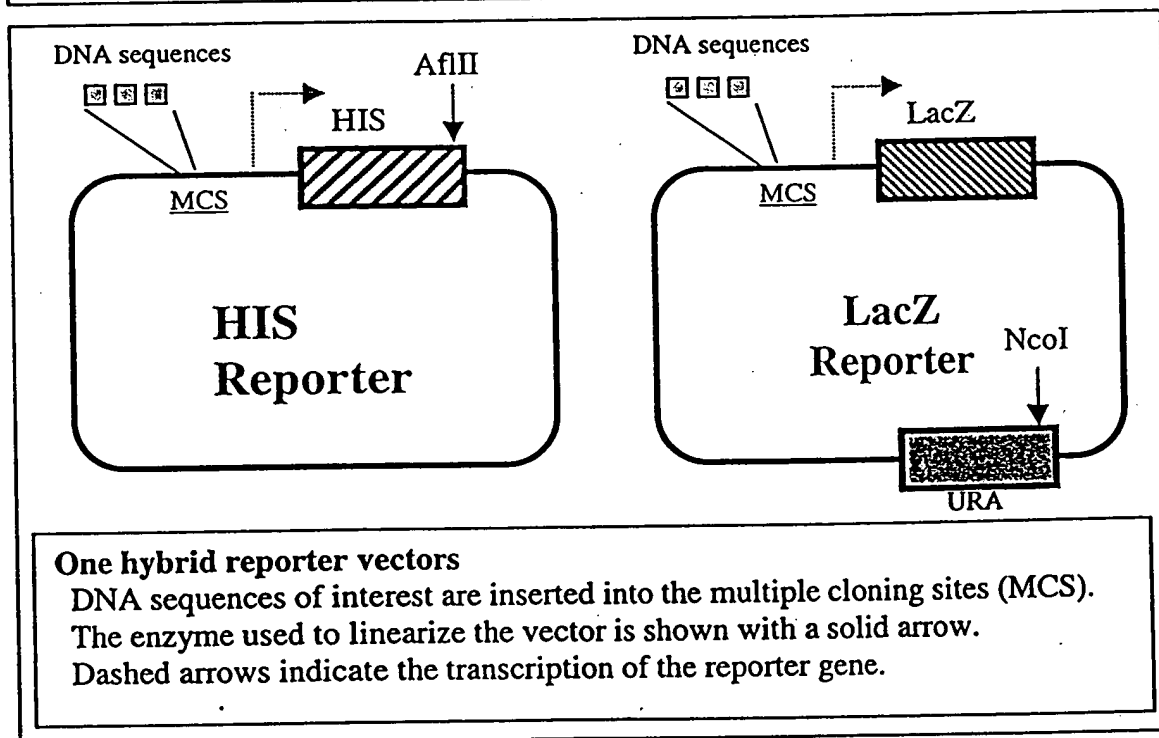 DNA sequences
AflII
HIS
MCS
HIS
Reporter
DNA sequences
LacZ
MCS
LacZ
Reporter
NcoI
URA
One hybrid reporter vectors
DNA sequences of interest are inserted into the multiple cloning sites (MCS).
The enzyme used to linearize the vector is shown with a solid arrow.
Dashed arrows indicate the transcription of the reporter gene.